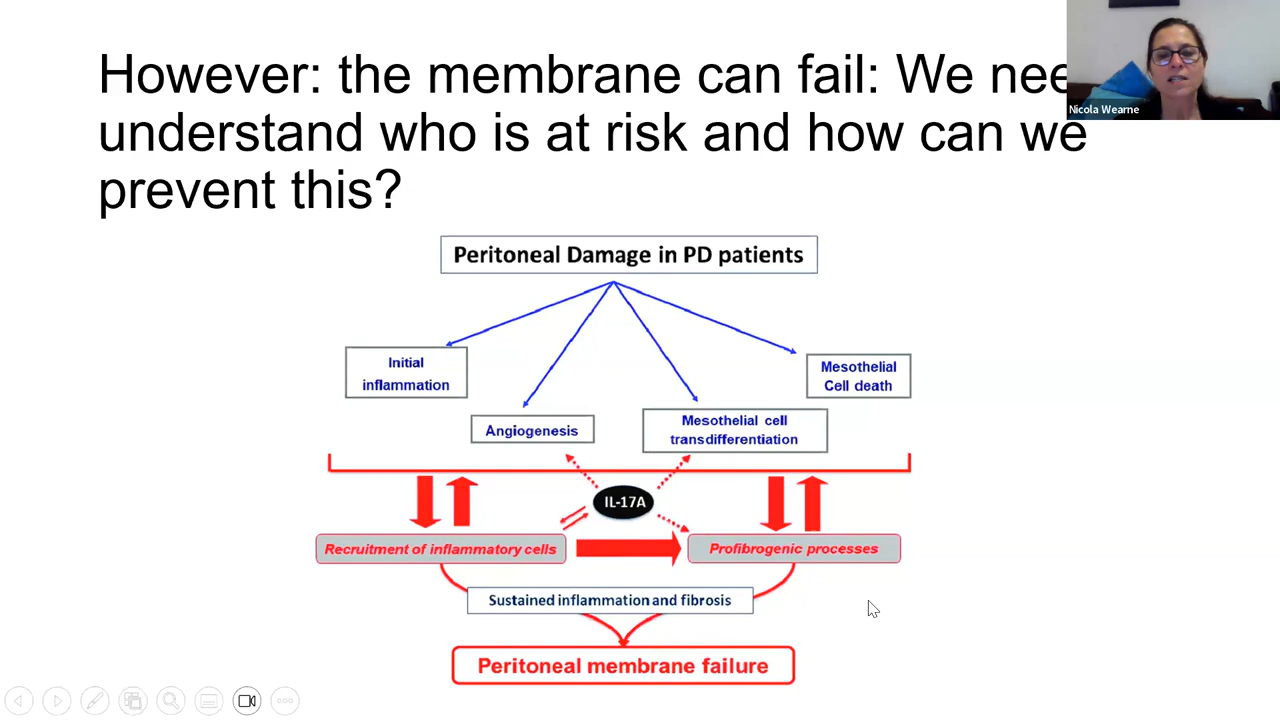 However: the membrane can fail: We nee
understand who is at risk and how can we
prevent this?
Nicola Wearne
Peritoneal Damage in PD patients
Initial
inflammation
Mesothelial
Cell death
Angiogenesis
Mesothelial cell
transdifferentiation
IL-17A
Recruitment of inflammatory cells
Profibrogenic processes
Sustained inflammation and fibrosis
Peritoneal membrane failure